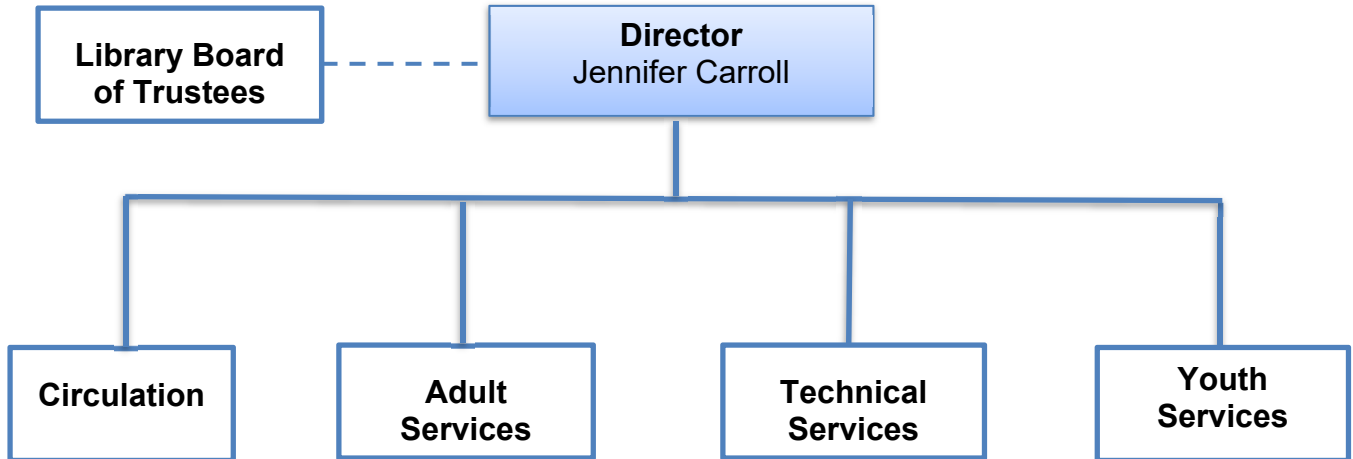 Library Board
of Trustees
Director
Jennifer Carroll
Circulation
Adult
Services
Technical
Services
Youth
Services